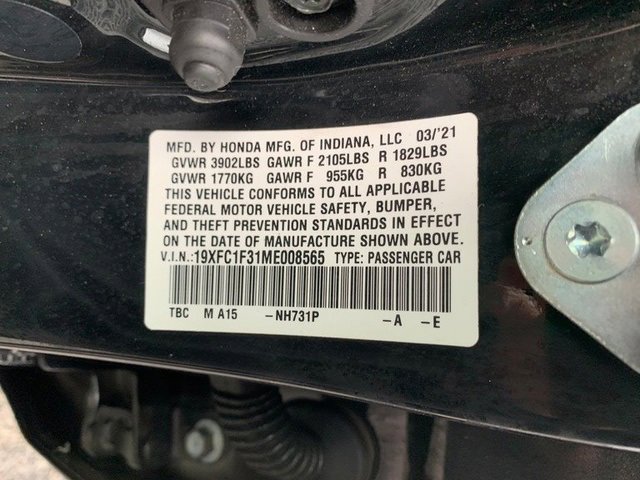 MFD. BY HONDA MFG. OF INDIANA, LLC 03/'21
GVWR 3902LBS GAWR F 2105LBS R 1829LBS
GVWR 1770KG GAWR F 955KG R 830KG
THIS VEHICLE CONFORMS TO ALL APPLICABLE
FEDERAL MOTOR VEHICLE SAFETY, BUMPER,
AND THEFT PREVENTION STANDARDS IN EFFECT
ON THE DATE OF MANUFACTURE SHOWN ABOVE.
V.I.N.:19XFC1F31ME008565 TYPE: PASSENGER CAR
TBC M A15 -NH731P -A -E